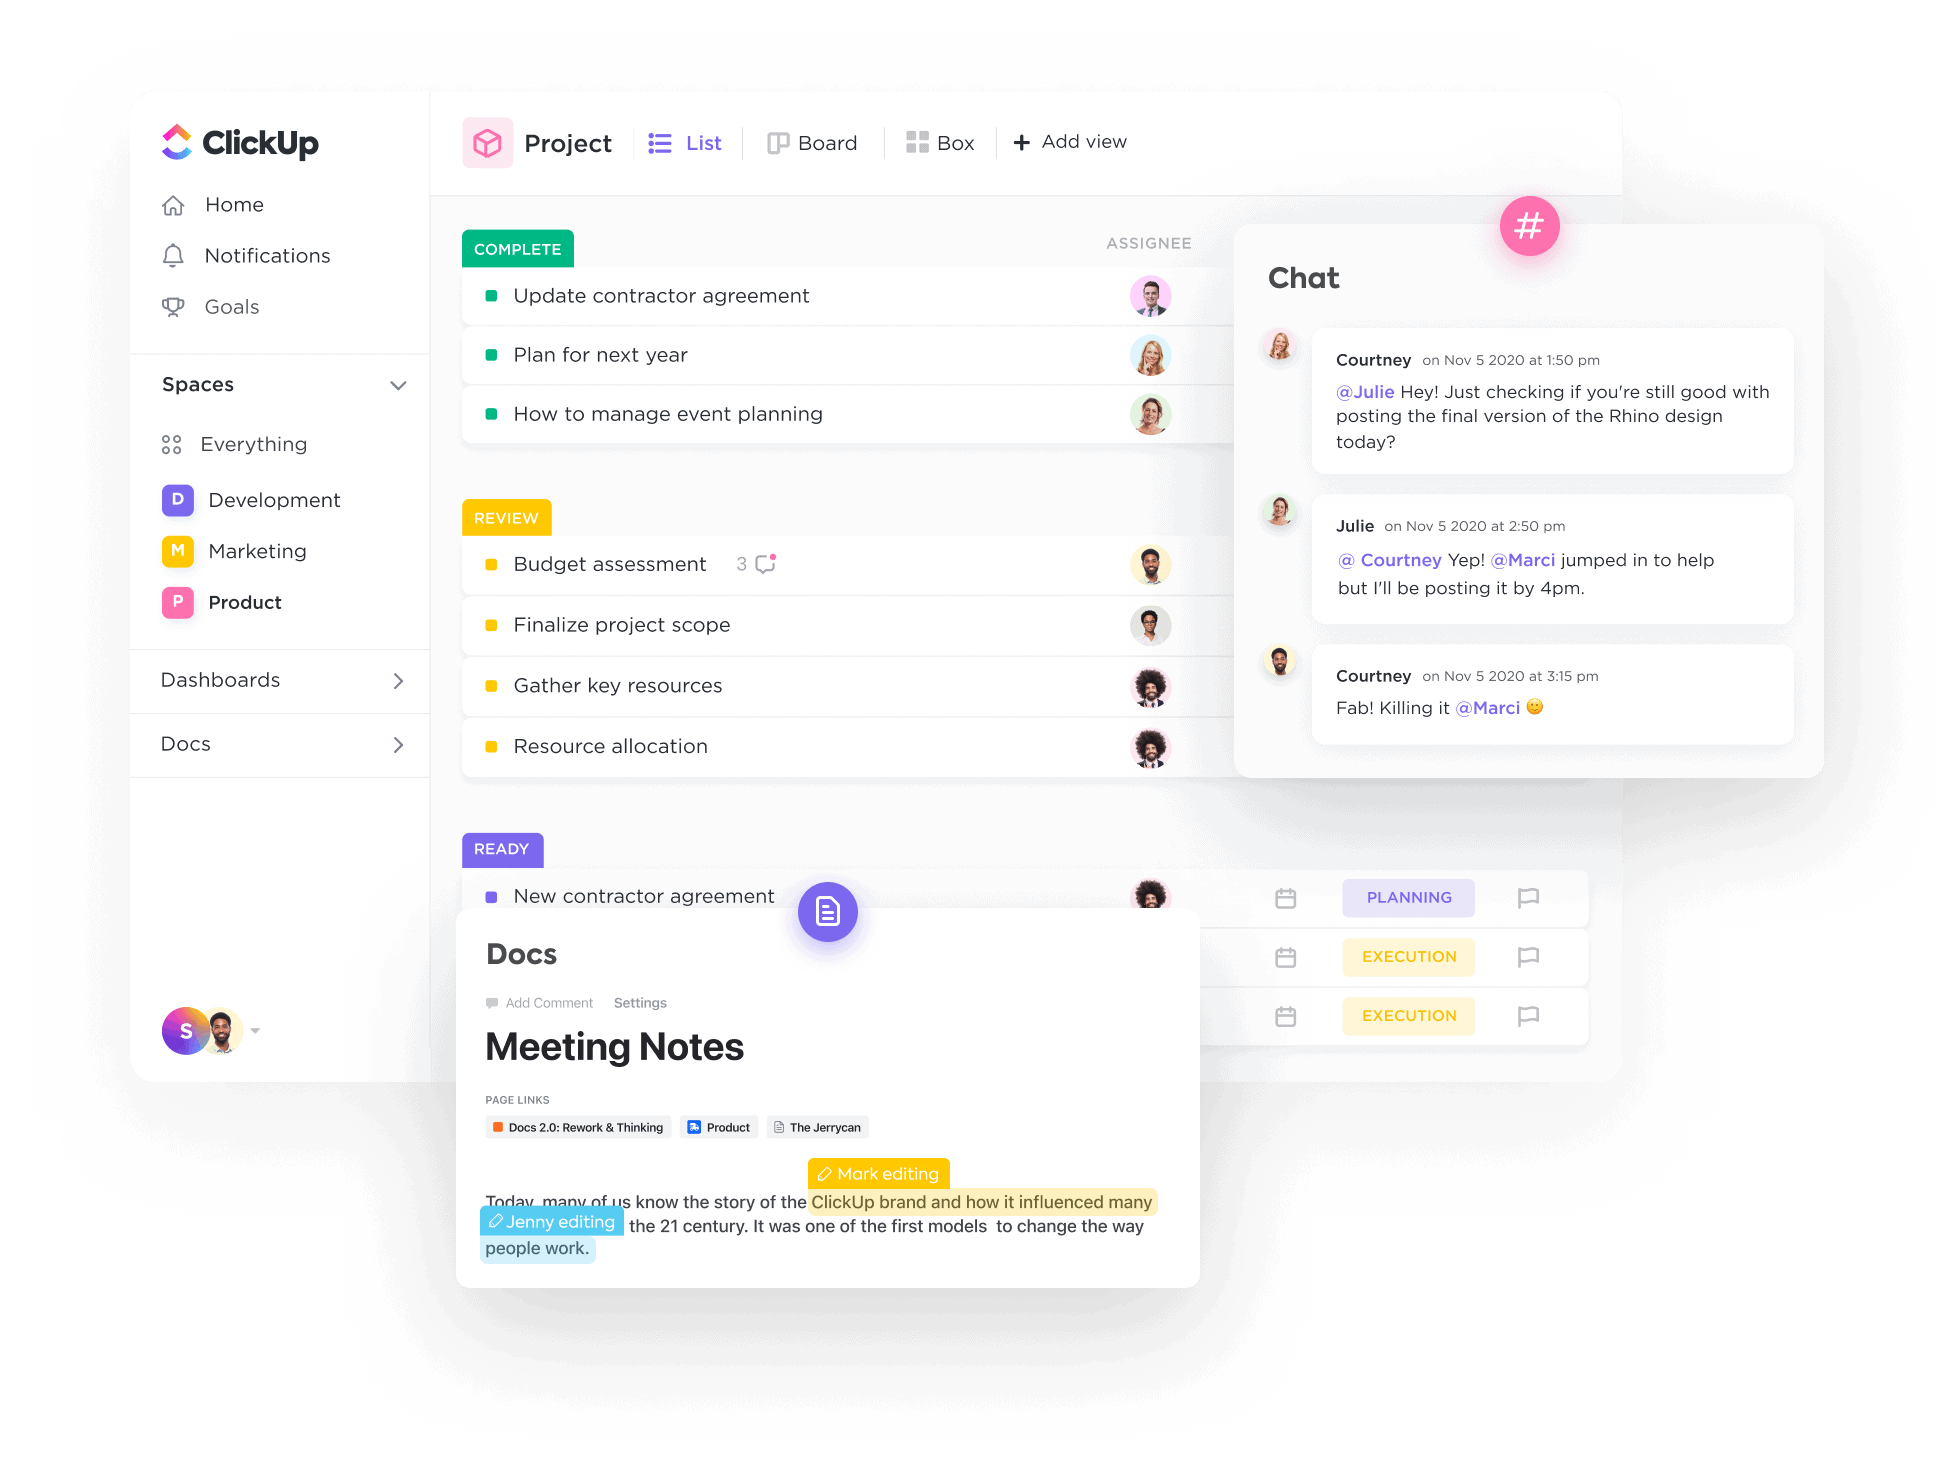 ClickUp
Home
Notifications
Goals
Spaces
Everything
D Development
M Marketing
P Product
Dashboards
Docs
S
Project
List
Board
Box
+ Add view
COMPLETE
ASSIGNEE
Update contractor agreement
Plan for next year
How to manage event planning
REVIEW
Budget assessment 3
Finalize project scope
Gather key resources
Resource allocation
READY
New contractor agreement
PLANNING
EXECUTION
EXECUTION
#
Chat
Courtney on Nov 5 2020 at 1:50 pm
@Julie Hey! Just checking if you're still good with
posting the final version of the Rhino design
today?
Julie on Nov 5 2020 at 2:50 pm
@ Courtney Yep! @Marci jumped in to help
but I'll be posting it by 4pm.
Courtney on Nov 5 2020 at 3:15 pm
Fab! Killing it @Marci 🙂
Docs
Add Comment Settings
Meeting Notes
PAGE LINKS
Docs 2.0: Rework & Thinking
Product
The Jerrycan
Mark editing
Today, many of us know the story of the ClickUp brand and how it influenced many
Jenny editing
the 21 century. It was one of the first models to change the way
people work.